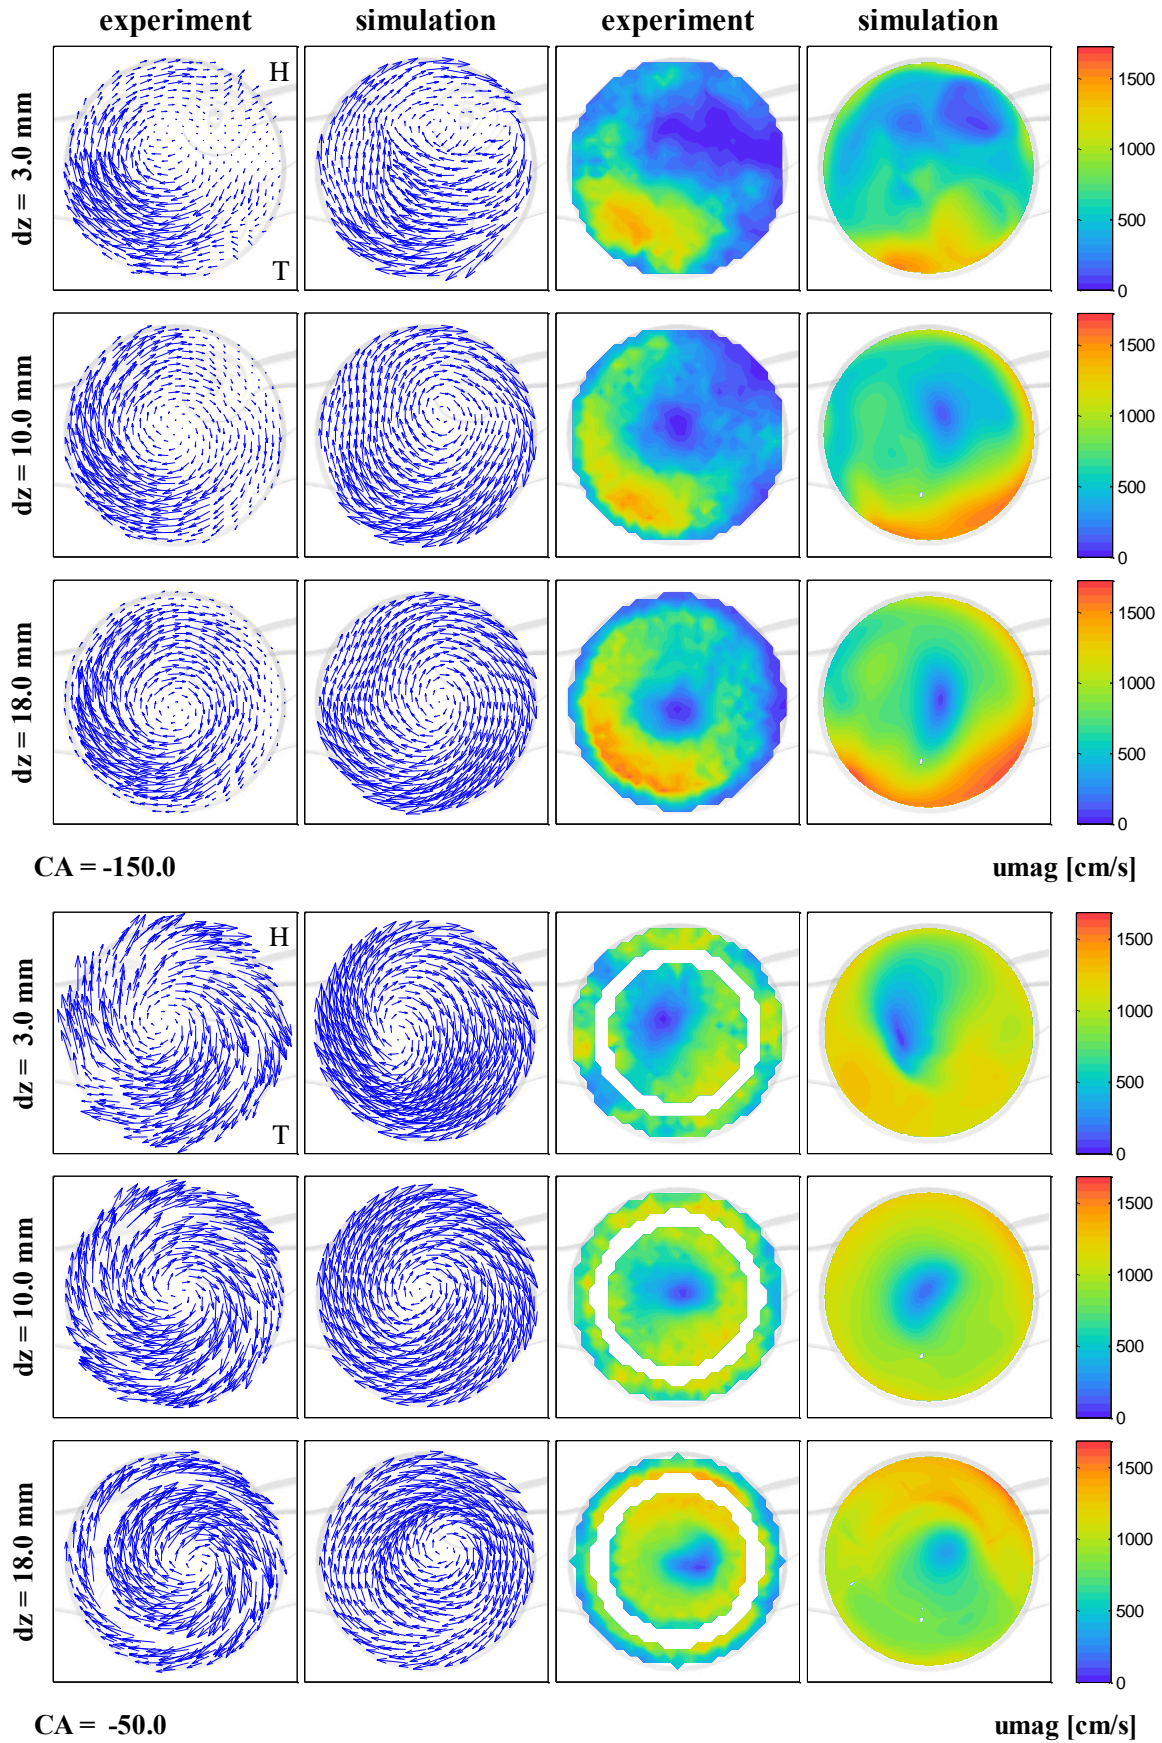 experiment simulation experiment simulation
dz = 3.0 mm
H
T
1500
1000
500
0
dz = 10.0 mm
1500
1000
500
0
dz = 18.0 mm
1500
1000
500
0
CA = -150.0 umag [cm/s]
dz = 3.0 mm
H
T
1500
1000
500
0
dz = 10.0 mm
1500
1000
500
0
dz = 18.0 mm
1500
1000
500
0
CA = -50.0 umag [cm/s]